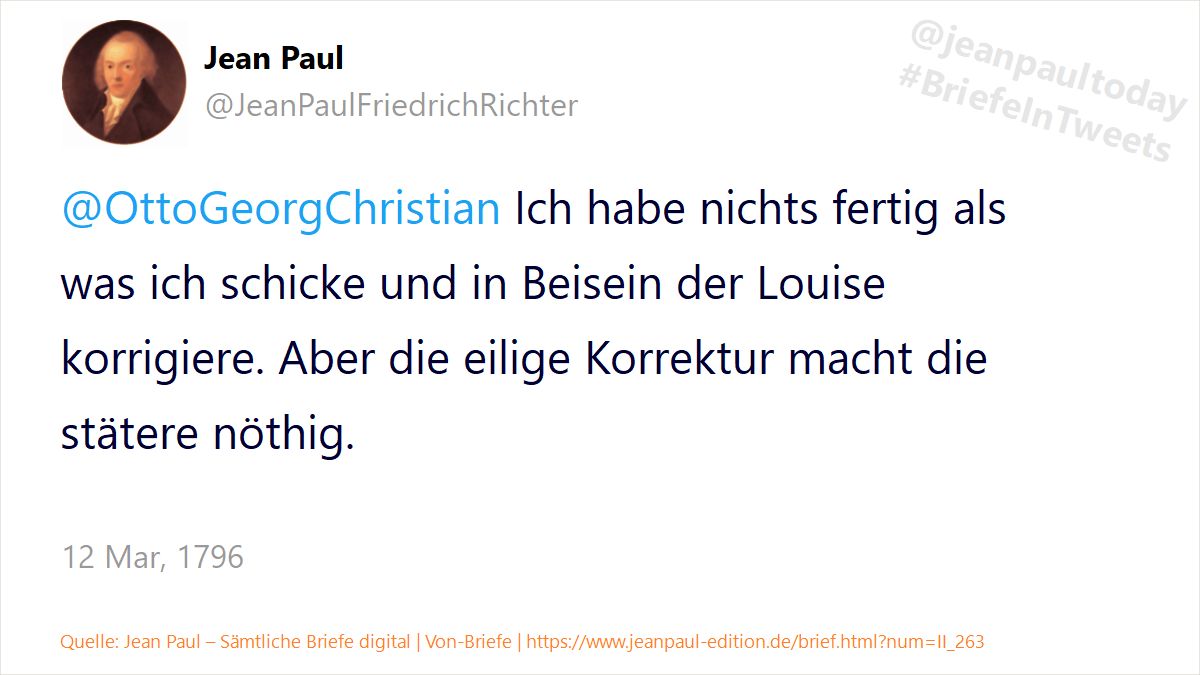 Jean Paul
@JeanPaulFriedrichRichter
@jeanpaultoday
#BriefeInTweets
@OttoGeorgChristian Ich habe nichts fertig als
was ich schicke und in Beisein der Louise
korrigiere. Aber die eilige Korrektur macht die
stätere nöthig.
12 Mar, 1796
Quelle: Jean Paul – Sämtliche Briefe digital | Von-Briefe | https://www.jeanpaul-edition.de/brief.html?num=II_263